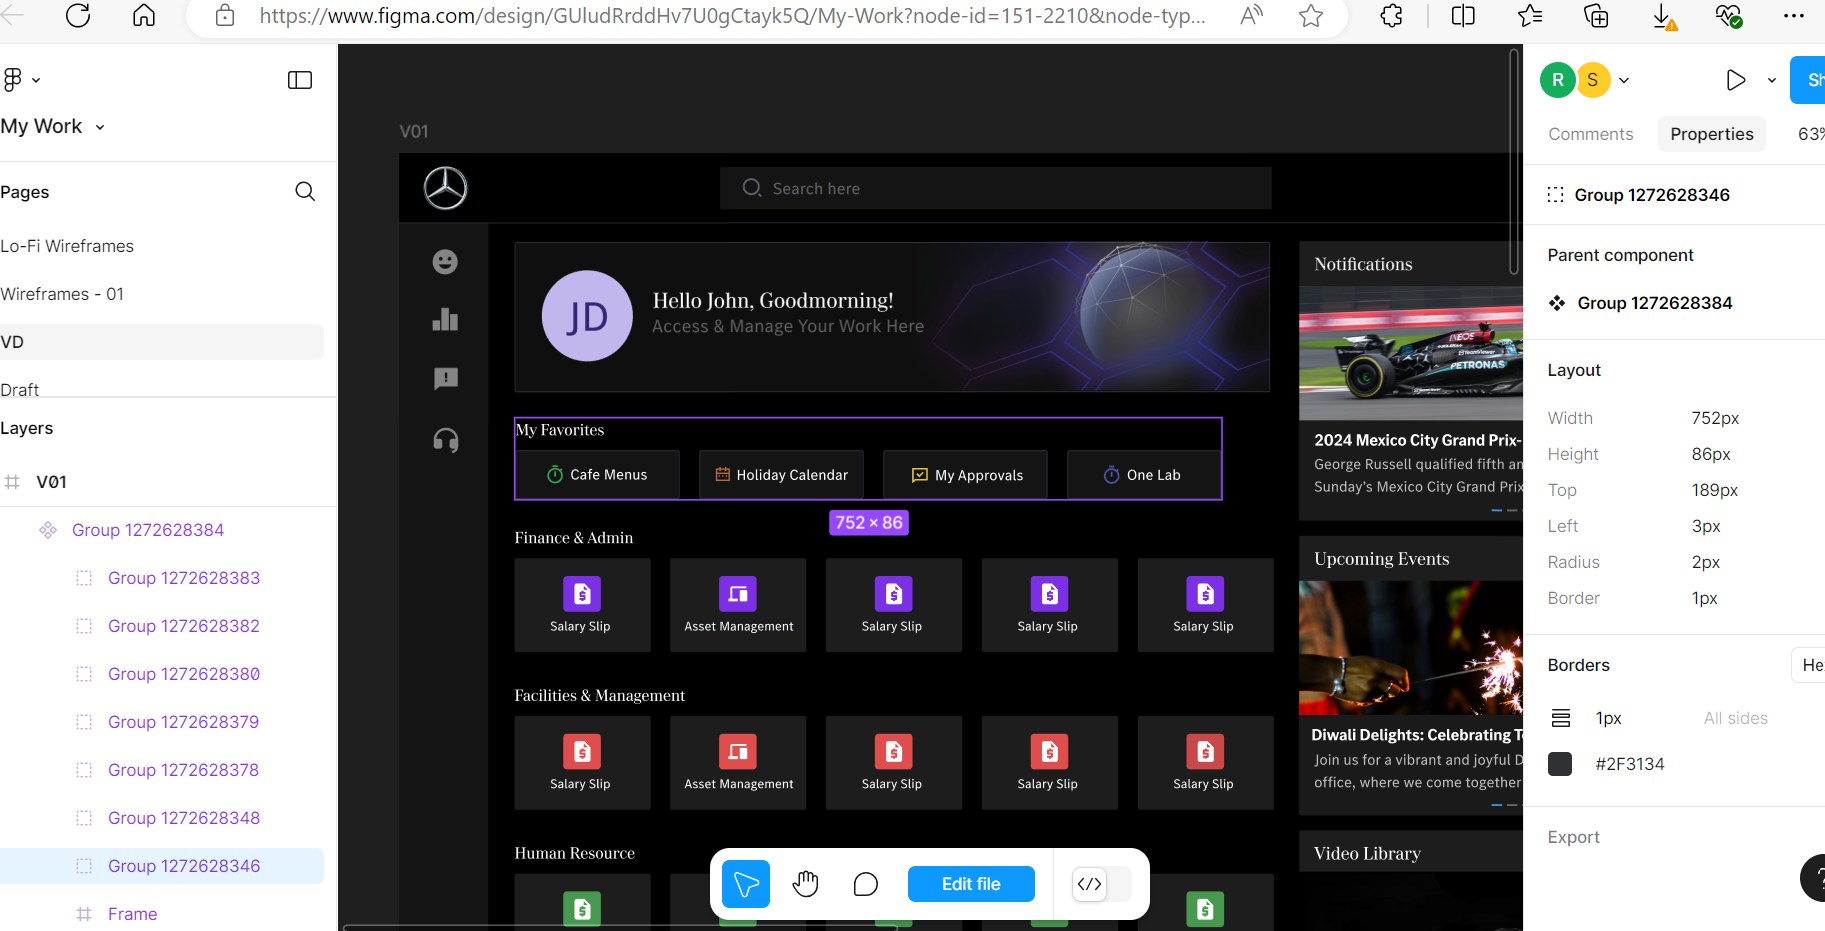 https://www.figma.com/design/GUludRrddHv7U0gCtayk5Q/My-Work?node-id=151-2210&node-typ...
My Work
Pages
Lo-Fi Wireframes
Wireframes - 01
VD
Draft
Layers
V01
Group 1272628384
Group 1272628383
Group 1272628382
Group 1272628380
Group 1272628379
Group 1272628378
Group 1272628348
Group 1272628346
Frame
V01
Search here
JD
Hello John, Goodmorning!
Access & Manage Your Work Here
My Favorites
Cafe Menus
Holiday Calendar
My Approvals
One Lab
752 × 86
Finance & Admin
Salary Slip
Asset Management
Salary Slip
Salary Slip
Salary Slip
Facilities & Management
Salary Slip
Asset Management
Salary Slip
Salary Slip
Salary Slip
Human Resource
Edit file
Notifications
INEOS
TeamViewer
PETRONAS
2024 Mexico City Grand Prix-
George Russell qualified fifth an
Sunday's Mexico City Grand Prix
Upcoming Events
Diwali Delights: Celebrating T
Join us for a vibrant and joyful D
office, where we come together
Video Library
R
S
Sh
Comments
Properties
63%
Group 1272628346
Parent component
Group 1272628384
Layout
Width 752px
Height 86px
Top 189px
Left 3px
Radius 2px
Border 1px
Borders
He
1px All sides
#2F3134
Export
?